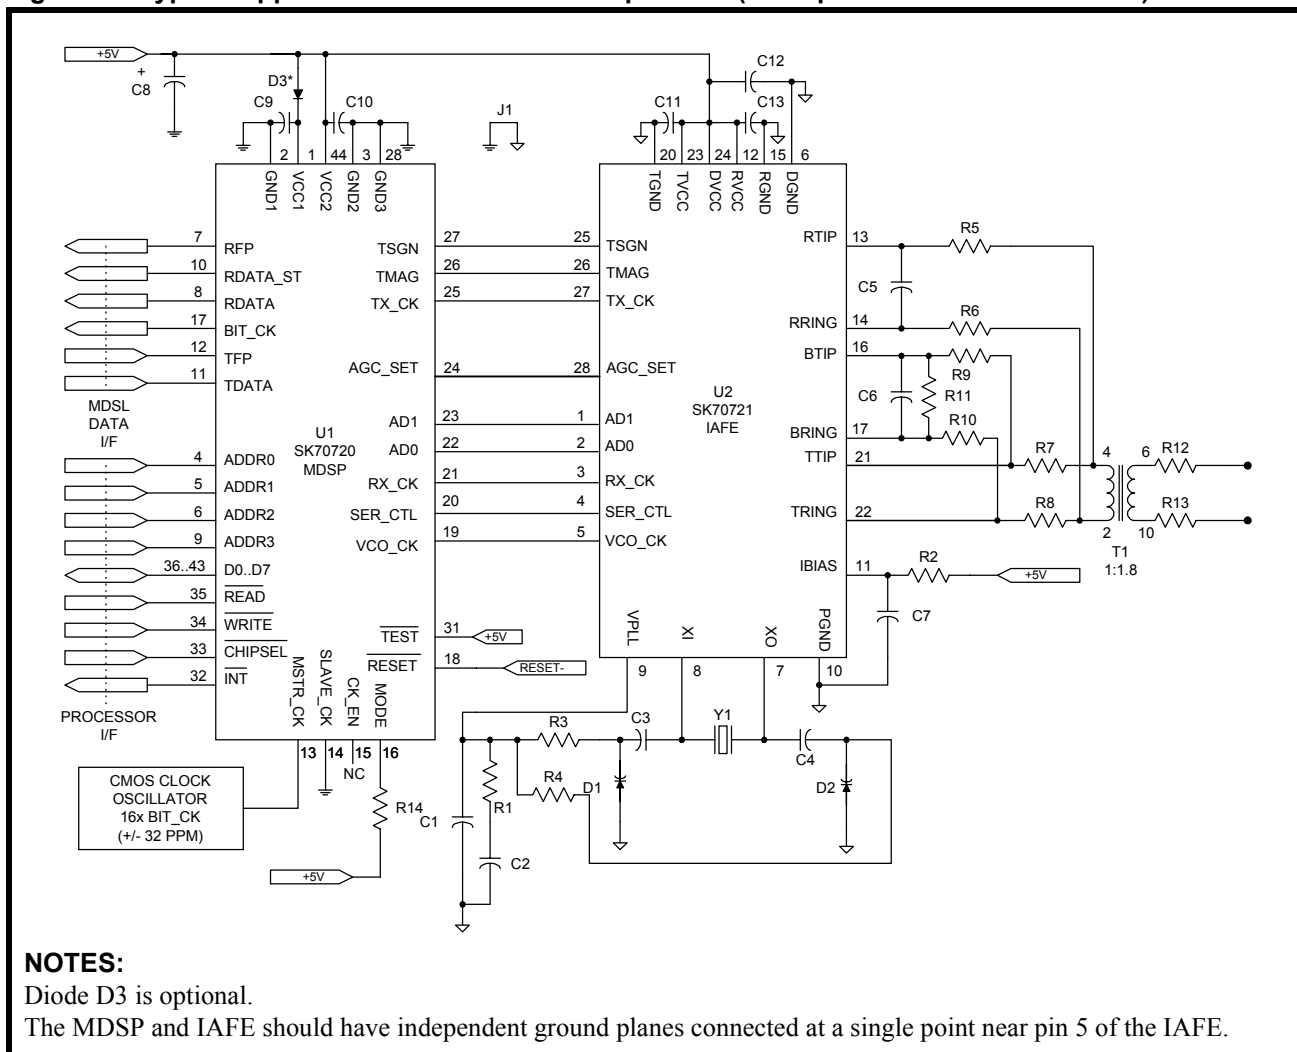 +5V
+
C8
D3*
C9
C10
J1
C12
C11
C13
2 1 44 3 28
GND1 VCC1 VCC2 GND2 GND3
20 23 24 12 15 6
TGND TVCC DVCC RVCC RGND DGND
7 RFP
10 RDATA_ST
8 RDATA
17 BIT_CK
12 TFP
11 TDATA
MDSL
DATA
I/F
4 ADDR0
5 ADDR1
6 ADDR2
9 ADDR3
36..43 D0..D7
35 READ
34 WRITE
33 CHIPSEL
32 INT
PROCESSOR
I/F
U1
SK70720
MDSP
TSGN 27
TMAG 26
TX_CK 25
AGC_SET 24
AD1 23
AD0 22
RX_CK 21
SER_CTL 20
VCO_CK 19
TEST 31 +5V
RESET 18 RESET-
MSTR_CK SLAVE_CK CK_EN MODE
13 14 15 16
NC
CMOS CLOCK
OSCILLATOR
16x BIT_CK
(+/- 32 PPM)
R14
+5V
25 TSGN
26 TMAG
27 TX_CK
28 AGC_SET
1 AD1
2 AD0
3 RX_CK
4 SER_CTL
5 VCO_CK
U2
SK70721
IAFE
RTIP 13
R5
C5
RRING 14
R6
BTIP 16
R9
C6
R11
R10
BRING 17
TTIP 21
R7
4 6 R12
TRING 22
R8
2 10 R13
T1
1:1.8
IBIAS 11
R2
+5V
C7
VPLL XI XO PGND
9 8 7 10
R3
C3
Y1
C4
R4
D1
D2
C1
R1
C2
NOTES:
Diode D3 is optional.
The MDSP and IAFE should have independent ground planes connected at a single point near pin 5 of the IAFE.